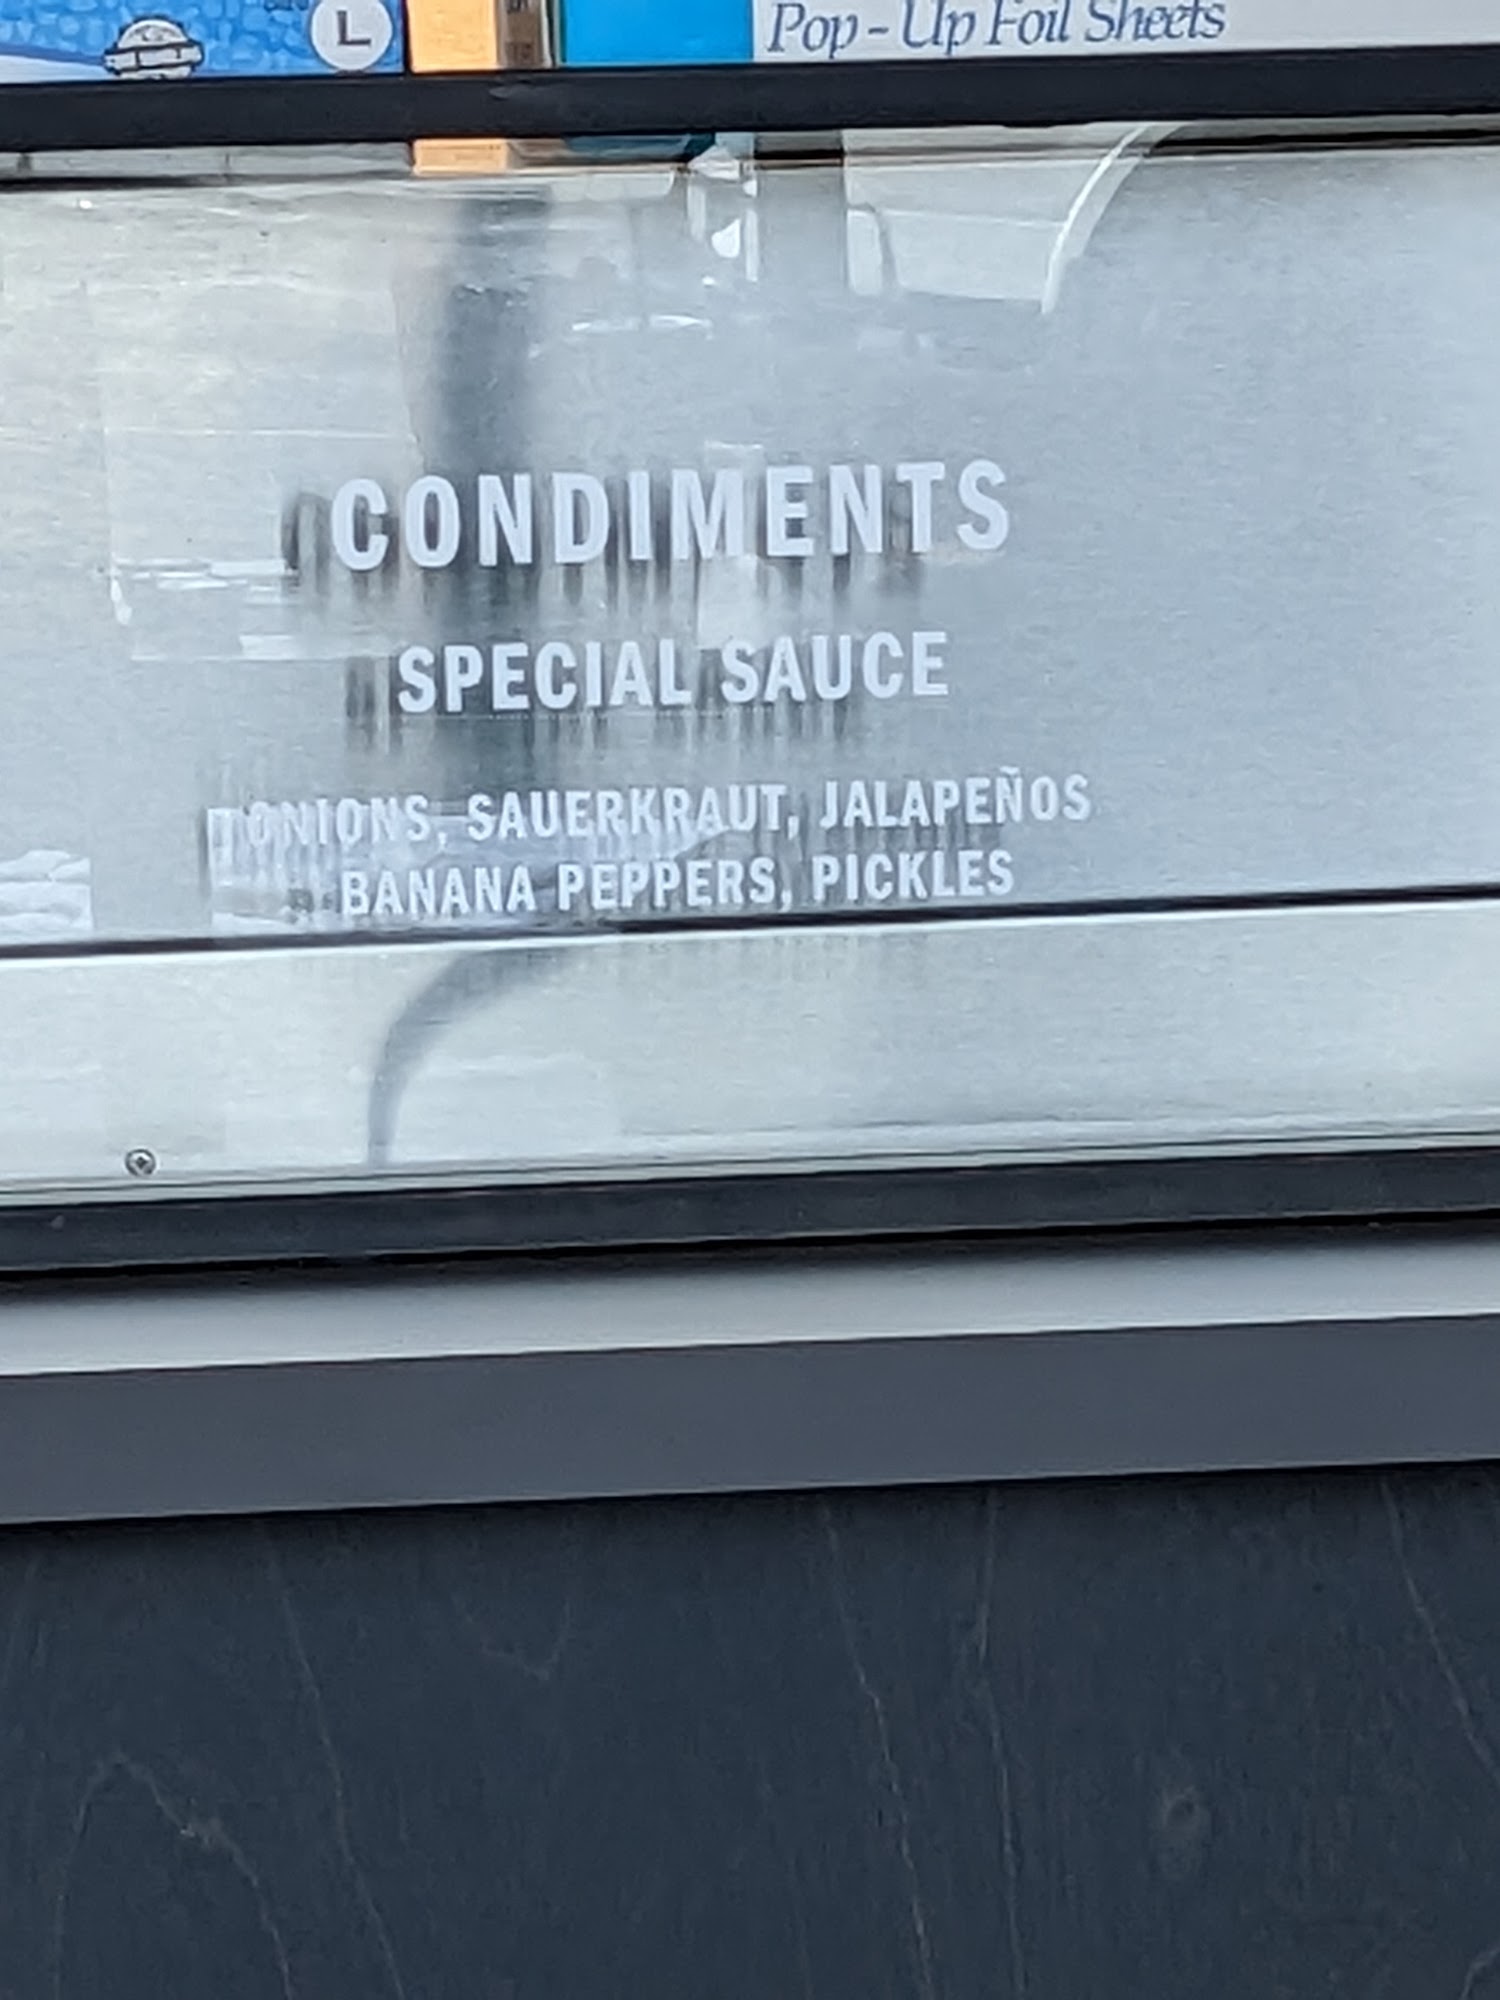 L
Pop-Up Foil Sheets
CONDIMENTS
SPECIAL SAUCE
ONIONS, SAUERKRAUT, JALAPEÑOS
BANANA PEPPERS, PICKLES